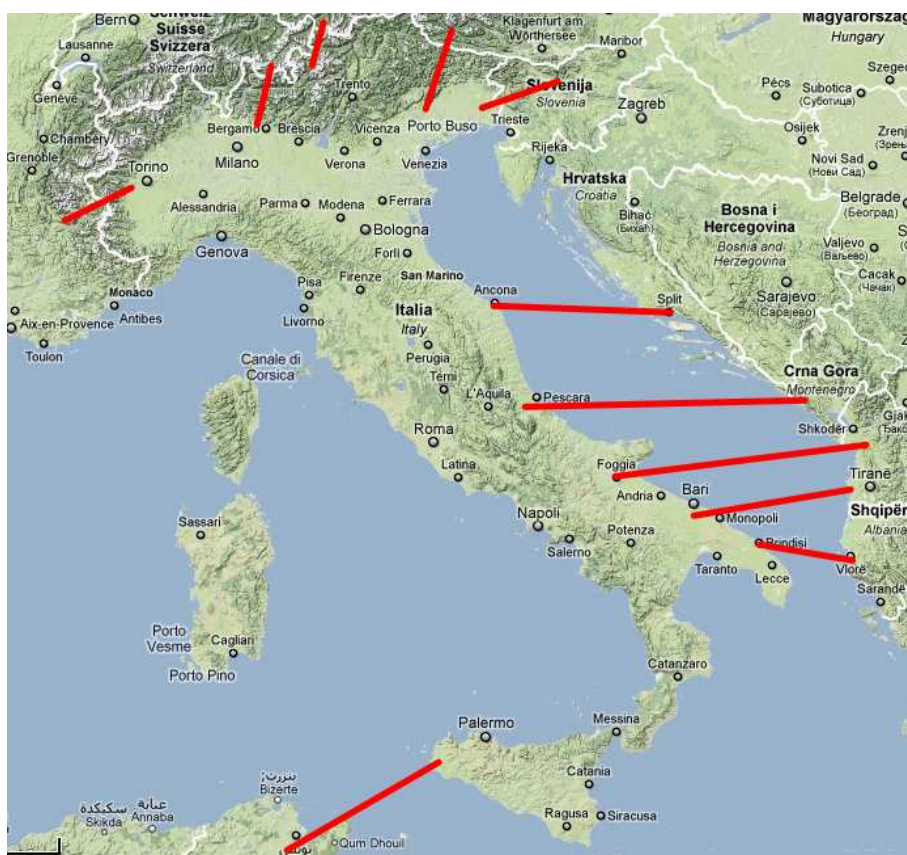 Bern
Schweiz
Suisse
Svizzera
Switzerland
Lausanne
Genève
Klagenfurt am
Wörthersee
Maribor
Magyarország
Hungary
Szege
Pécs
Subotica
(Суботица)
Trento
Slovenija
Slovenia
Zagreb
Osijek
Chambéry
Grenoble
Bergamo
Brescia
Vicenza
Porto Buso
Trieste
Milano
Verona
Venezia
Rijeka
Novi Sad
(Нови Сад)
Torino
Alessandria
Parma
Modena
Ferrara
Hrvatska
Croatia
Bihać
(Бихаћ)
Belgrade
(Београд)
Bologna
Genova
Forlì
Bosna i
Hercegovina
Bosnia and
Herzegovina
Valjevo
(Ваљево)
Monaco
Antibes
Pisa
Firenze
San Marino
Livorno
Ancona
Split
Sarajevo
(Сарајево)
Cacak
(Чачак)
Aix-en-Provence
Toulon
Italia
Italy
Perugia
Canale di
Corsica
Terni
L'Aquila
Pescara
Crna Gora
Montenegro
Shkodër
Roma
Latina
Foggia
Andria
Bari
Monopoli
Tiranë
Shqipër
Albania
Sassari
Napoli
Salerno
Potenza
Brindisi
Taranto
Lecce
Vlorë
Sarandë
Porto
Vesme
Cagliari
Porto Pino
Catanzaro
Palermo
Messina
Catania
Ragusa
Siracusa
بنزرت
Bizerte
سكيكدة
Skikda
عنابة
Annaba
تونس
Qum Dhouil